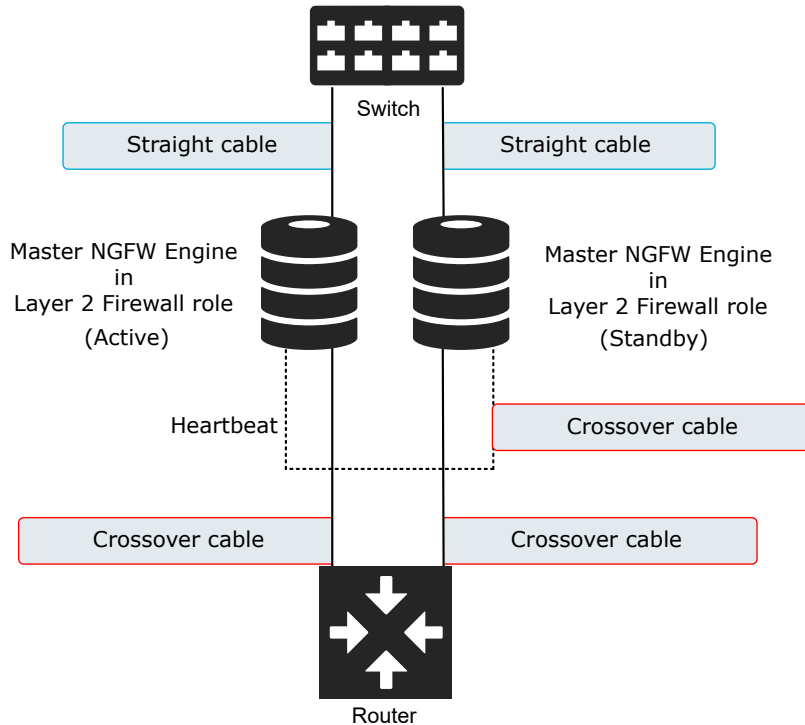 Switch
Straight cable
Straight cable
Master NGFW Engine
in
Layer 2 Firewall role
(Active)
Master NGFW Engine
in
Layer 2 Firewall role
(Standby)
Heartbeat
Crossover cable
Crossover cable
Crossover cable
Router